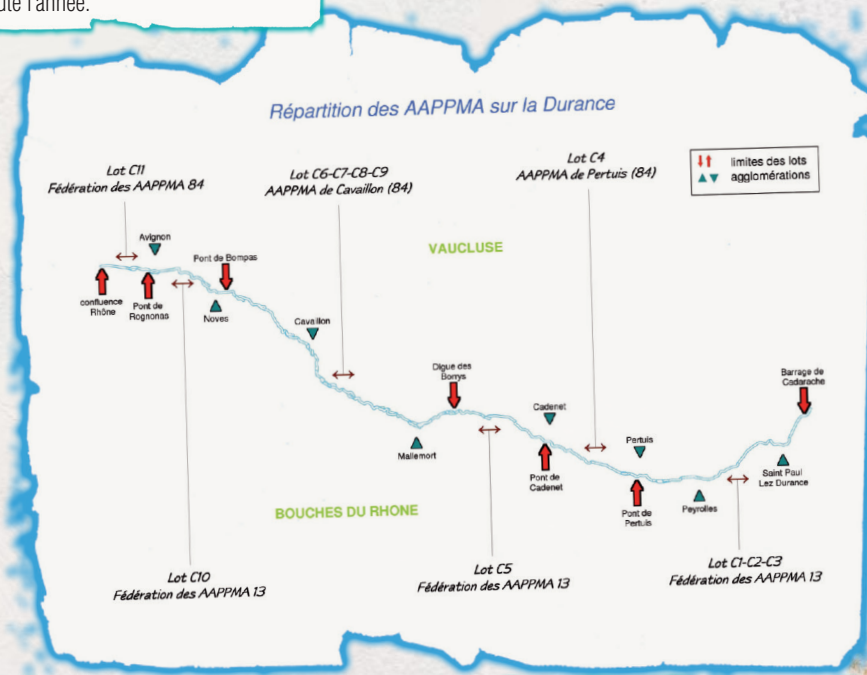 ute l'année.
Répartition des AAPPMA sur la Durance
Lot C11
Fédération des AAPPMA 84
Lot C6-C7-C8-C9
AAPPMA de Cavaillon (84)
Lot C4
AAPPMA de Pertuis (84)
limites des lots
agglomérations
VAUCLUSE
Avignon
Pont de Bompas
confluence
Rhône
Pont de
Rognonas
Noves
Cavaillon
Digue des
Borrys
Mallemort
Cadenet
Pont de
Cadenet
Pertuis
Pont de
Pertuis
Peyrolles
Barrage de
Cadarache
Saint Paul
Lez Durance
BOUCHES DU RHONE
Lot C10
Fédération des AAPPMA 13
Lot C5
Fédération des AAPPMA 13
Lot C1-C2-C3
Fédération des AAPPMA 13